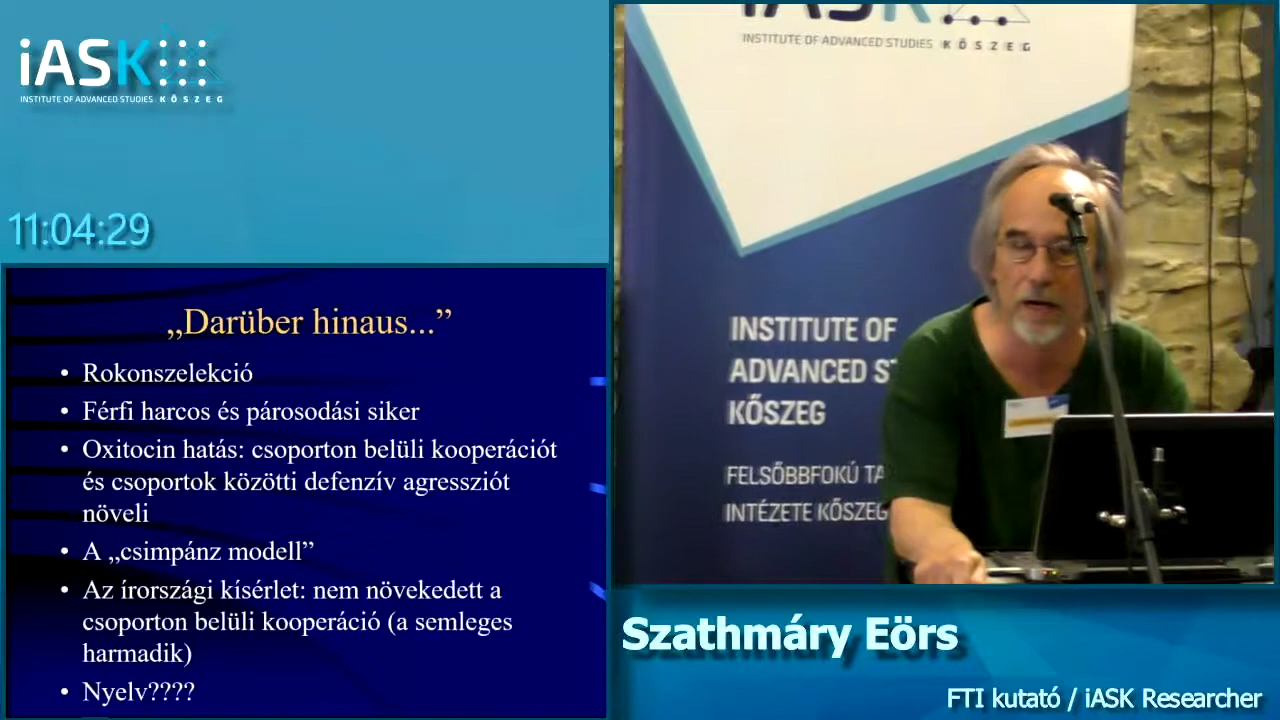 iASK
INSTITUTE OF ADVANCED STUDIES KŐSZEG
11:04:29
„Darüber hinaus...”
• Rokonszelekció
• Férfi harcos és párosodási siker
• Oxitocin hatás: csoporton belüli kooperációt
és csoportok közötti defenzív agressziót
növeli
• A „csimpánz modell”
• Az írországi kísérlet: nem növekedett a
csoporton belüli kooperáció (a semleges
harmadik)
• Nyelv????
iASK
INSTITUTE OF ADVANCED STUDIES KŐSZEG
INSTITUTE OF
ADVANCED
KŐSZEG
FELSŐBBFOKÚ
INTÉZETE KŐSZEG
Szathmáry Eörs
FTI kutató / iASK Researcher